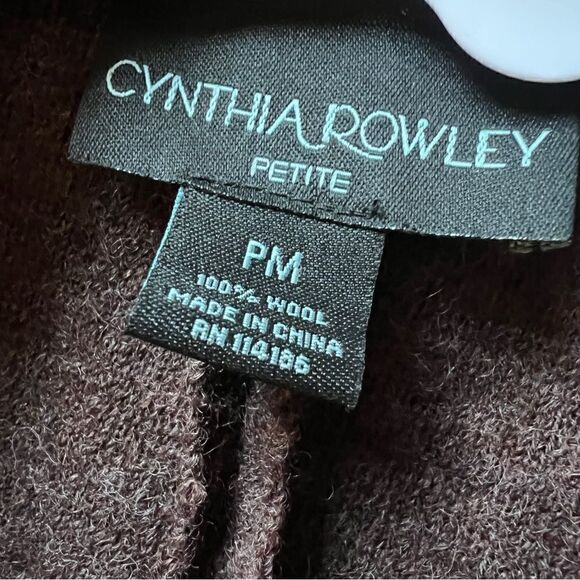 CYNTHIA ROWLEY
PETITE
PM
100% WOOL
MADE IN CHINA
RN 114186